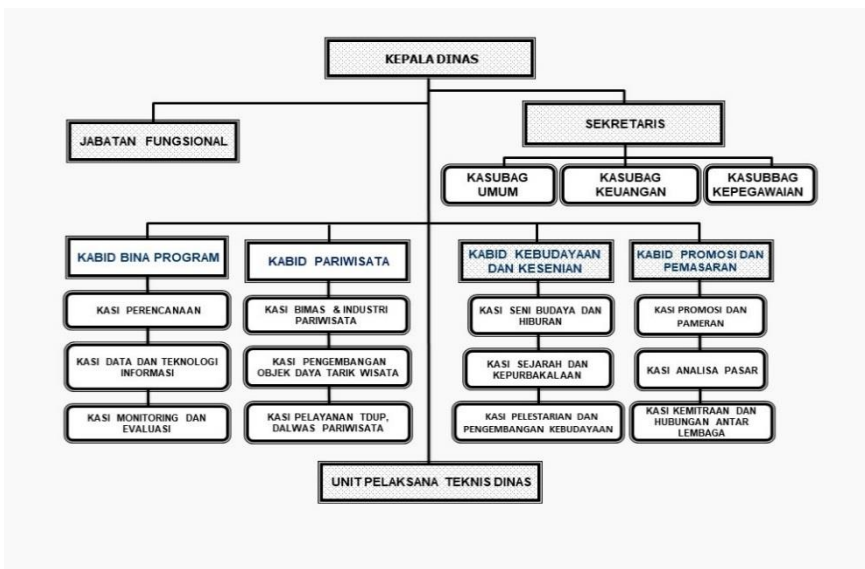 KEPALA DINAS
JABATAN FUNGSIONAL
SEKRETARIS
KASUBAG
UMUM
KASUBAG
KEUANGAN
KASUBBAG
KEPEGAWAIAN
KABID BINA PROGRAM
KASI PERENCANAAN
KASI DATA DAN TEKNOLOGI
INFORMASI
KASI MONITORING DAN
EVALUASI
KABID PARIWISATA
KASI BIMAS & INDUSTRI
PARIWISATA
KASI PENGEMBANGAN
OBJEK DAYA TARIK WISATA
KASI PELAYANAN TDUP,
DALWAS PARIWISATA
KABID KEBUDAYAAN
DAN KESENIAN
KASI SENI BUDAYA DAN
HIBURAN
KASI SEJARAH DAN
KEPURBAKALAAN
KASI PELESTARIAN DAN
PENGEMBANGAN KEBUDAYAAN
KABID PROMOSI DAN
PEMASARAN
KASI PROMOSI DAN
PAMERAN
KASI ANALISA PASAR
KASI KEMITRAAN DAN
HUBUNGAN ANTAR
LEMBAGA
UNIT PELAKSANA TEKNIS DINAS